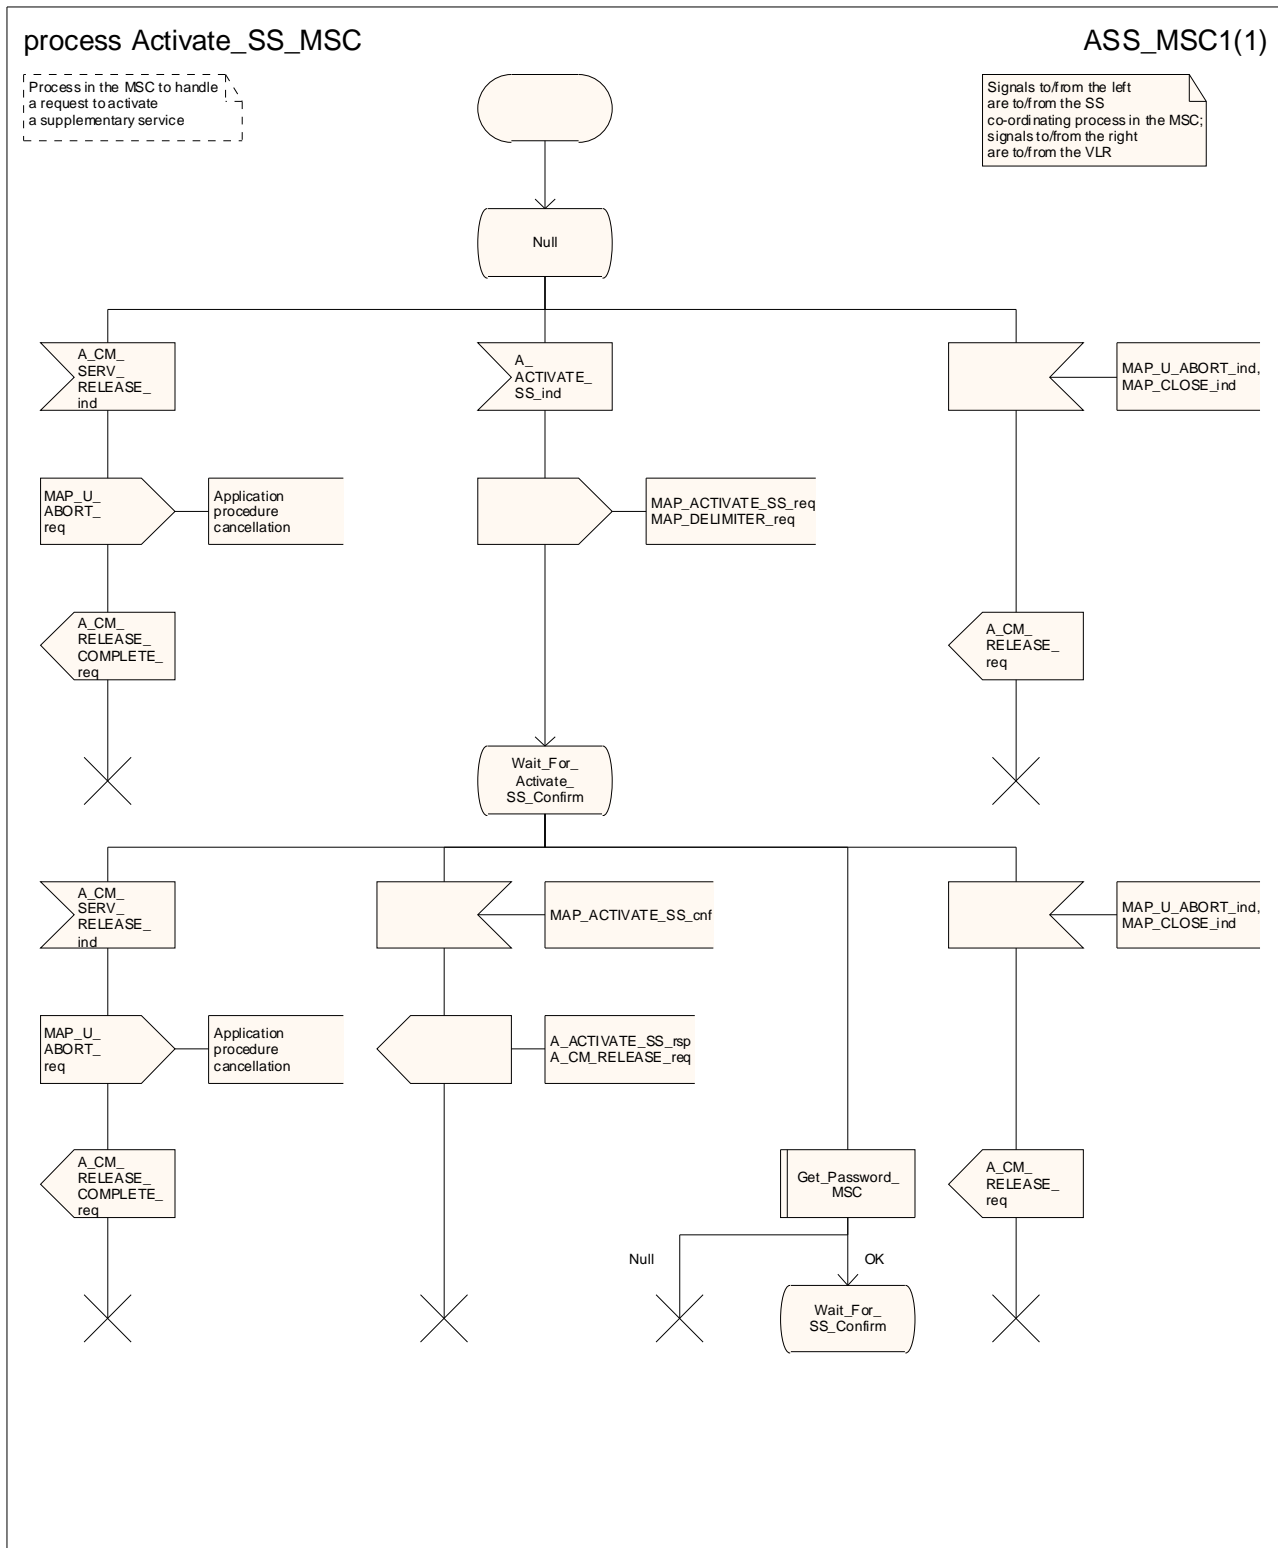 process Activate_SS_MSC
ASS_MSC1(1)
Process in the MSC to handle
a request to activate
a supplementary service
Signals to/from the left
are to/from the SS
co-ordinating process in the MSC;
signals to/from the right
are to/from the VLR
Null
A_CM_
SERV_
RELEASE_
ind
A_
ACTIVATE_
SS_ind
MAP_U_ABORT_ind,
MAP_CLOSE_ind
MAP_U_
ABORT_
req
Application
procedure
cancellation
MAP_ACTIVATE_SS_req
MAP_DELIMITER_req
A_CM_
RELEASE_
COMPLETE_
req
A_CM_
RELEASE_
req
Wait_For_
Activate_
SS_Confirm
A_CM_
SERV_
RELEASE_
ind
MAP_ACTIVATE_SS_cnf
MAP_U_ABORT_ind,
MAP_CLOSE_ind
MAP_U_
ABORT_
req
Application
procedure
cancellation
A_ACTIVATE_SS_rsp
A_CM_RELEASE_req
A_CM_
RELEASE_
COMPLETE_
req
Get_Password_
MSC
A_CM_
RELEASE_
req
Null
OK
Wait_For_
SS_Confirm